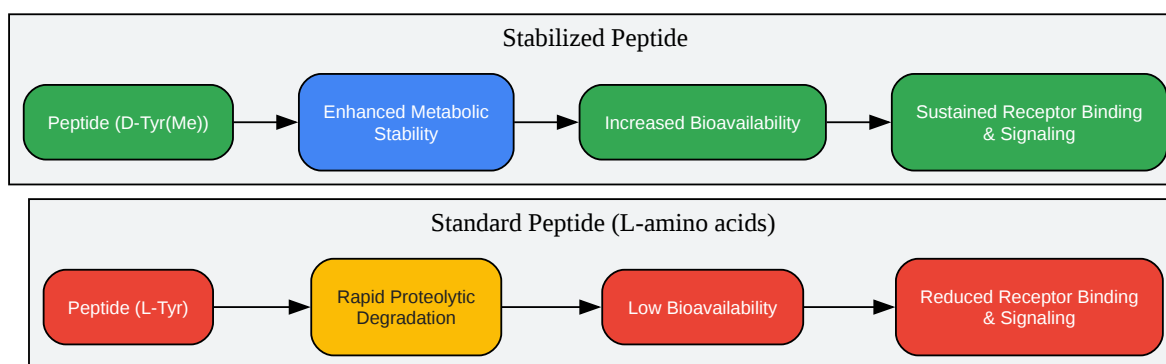 Stabilized Peptide
Peptide (D-Tyr(Me))
Enhanced Metabolic
Stability
Increased Bioavailability
Sustained Receptor Binding
& Signaling
Standard Peptide (L-amino acids)
Peptide (L-Tyr)
Rapid Proteolytic
Degradation
Low Bioavailability
Reduced Receptor Binding
& Signaling